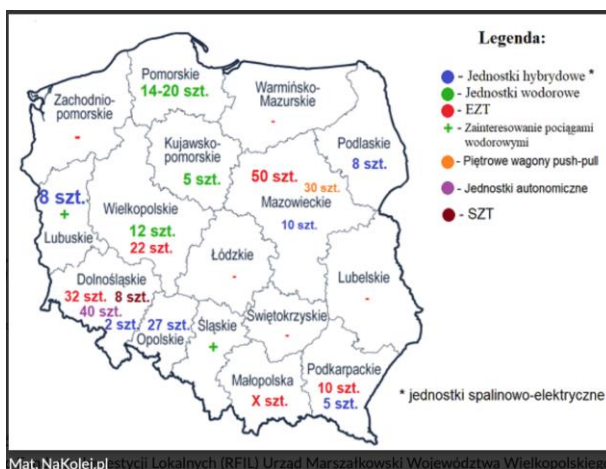 Legenda:
- Jednostki hybrydowe *
- Jednostki wodorowe
- EZT
+ - Zainteresowanie pociągami
wodorowymi
- Piętrowe wagony push-pull
- Jednostki autonomiczne
- SZT
Pomorskie
14-20 szt.
Warmińsko-
Mazurskie
-
Zachodnio-
pomorskie
-
Kujawsko-
pomorskie
5 szt.
Podlaskie
8 szt.
50 szt.
30 szt.
Mazowieckie
10 szt.
8 szt.
+
Lubuskie
Wielkopolskie
12 szt.
22 szt.
Łódzkie
-
Lubelskie
-
Dolnośląskie
32 szt. 8 szt.
40 szt.
2 szt.
27 szt.
Opolskie
Śląskie
+
Świętokrzyskie
-
Małopolska
X szt.
Podkarpackie
10 szt.
5 szt.
* jednostki spalinowo-elektryczne
Mat. NaKolei.pl
estycji Lokalnych (RFIL) Urząd Marszałkowski Województwa Wielkopolskieg